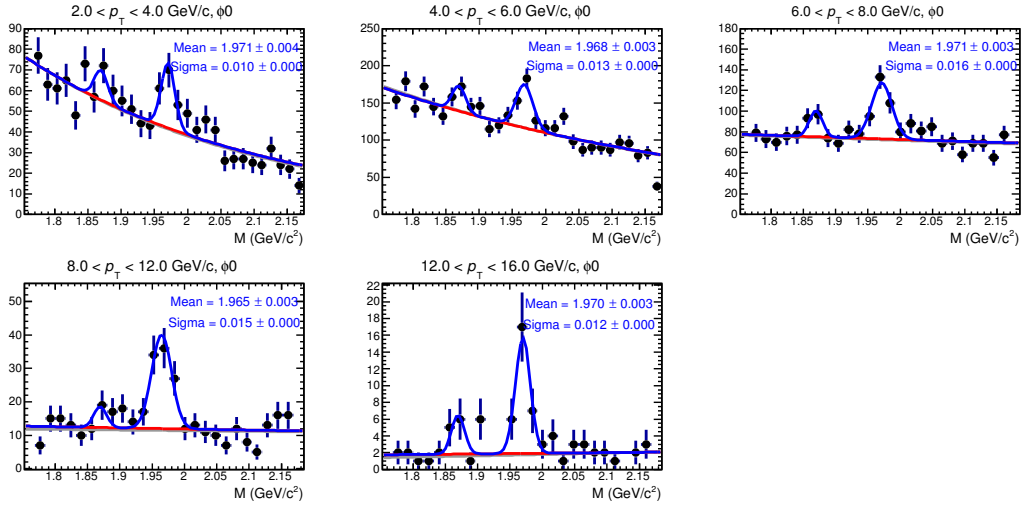 2.0 < p_T < 4.0 GeV/c, ϕ0
Mean = 1.971 ± 0.004
Sigma = 0.010 ± 0.000
90
80
70
60
50
40
30
20
10
0
1.8 1.85 1.9 1.95 2 2.05 2.1 2.15
M (GeV/c²)
4.0 < p_T < 6.0 GeV/c, ϕ0
Mean = 1.968 ± 0.003
Sigma = 0.013 ± 0.000
250
200
150
100
50
0
1.8 1.85 1.9 1.95 2 2.05 2.1 2.15
M (GeV/c²)
6.0 < p_T < 8.0 GeV/c, ϕ0
Mean = 1.971 ± 0.003
Sigma = 0.016 ± 0.000
180
160
140
120
100
80
60
40
20
0
1.8 1.85 1.9 1.95 2 2.05 2.1 2.15
M (GeV/c²)
8.0 < p_T < 12.0 GeV/c, ϕ0
Mean = 1.965 ± 0.003
Sigma = 0.015 ± 0.000
50
40
30
20
10
0
1.8 1.85 1.9 1.95 2 2.05 2.1 2.15
M (GeV/c²)
12.0 < p_T < 16.0 GeV/c, ϕ0
Mean = 1.970 ± 0.003
Sigma = 0.012 ± 0.000
22
20
18
16
14
12
10
8
6
4
2
0
1.8 1.85 1.9 1.95 2 2.05 2.1 2.15
M (GeV/c²)